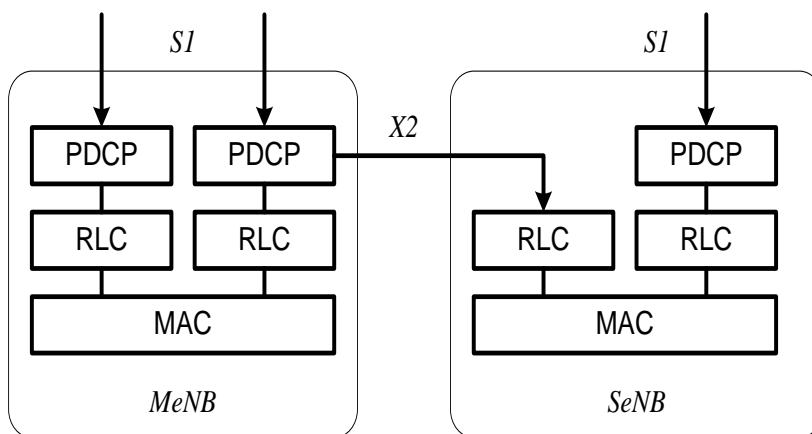 S1
S1
X2
PDCP
PDCP
PDCP
RLC
RLC
RLC
RLC
MAC
MAC
MeNB
SeNB